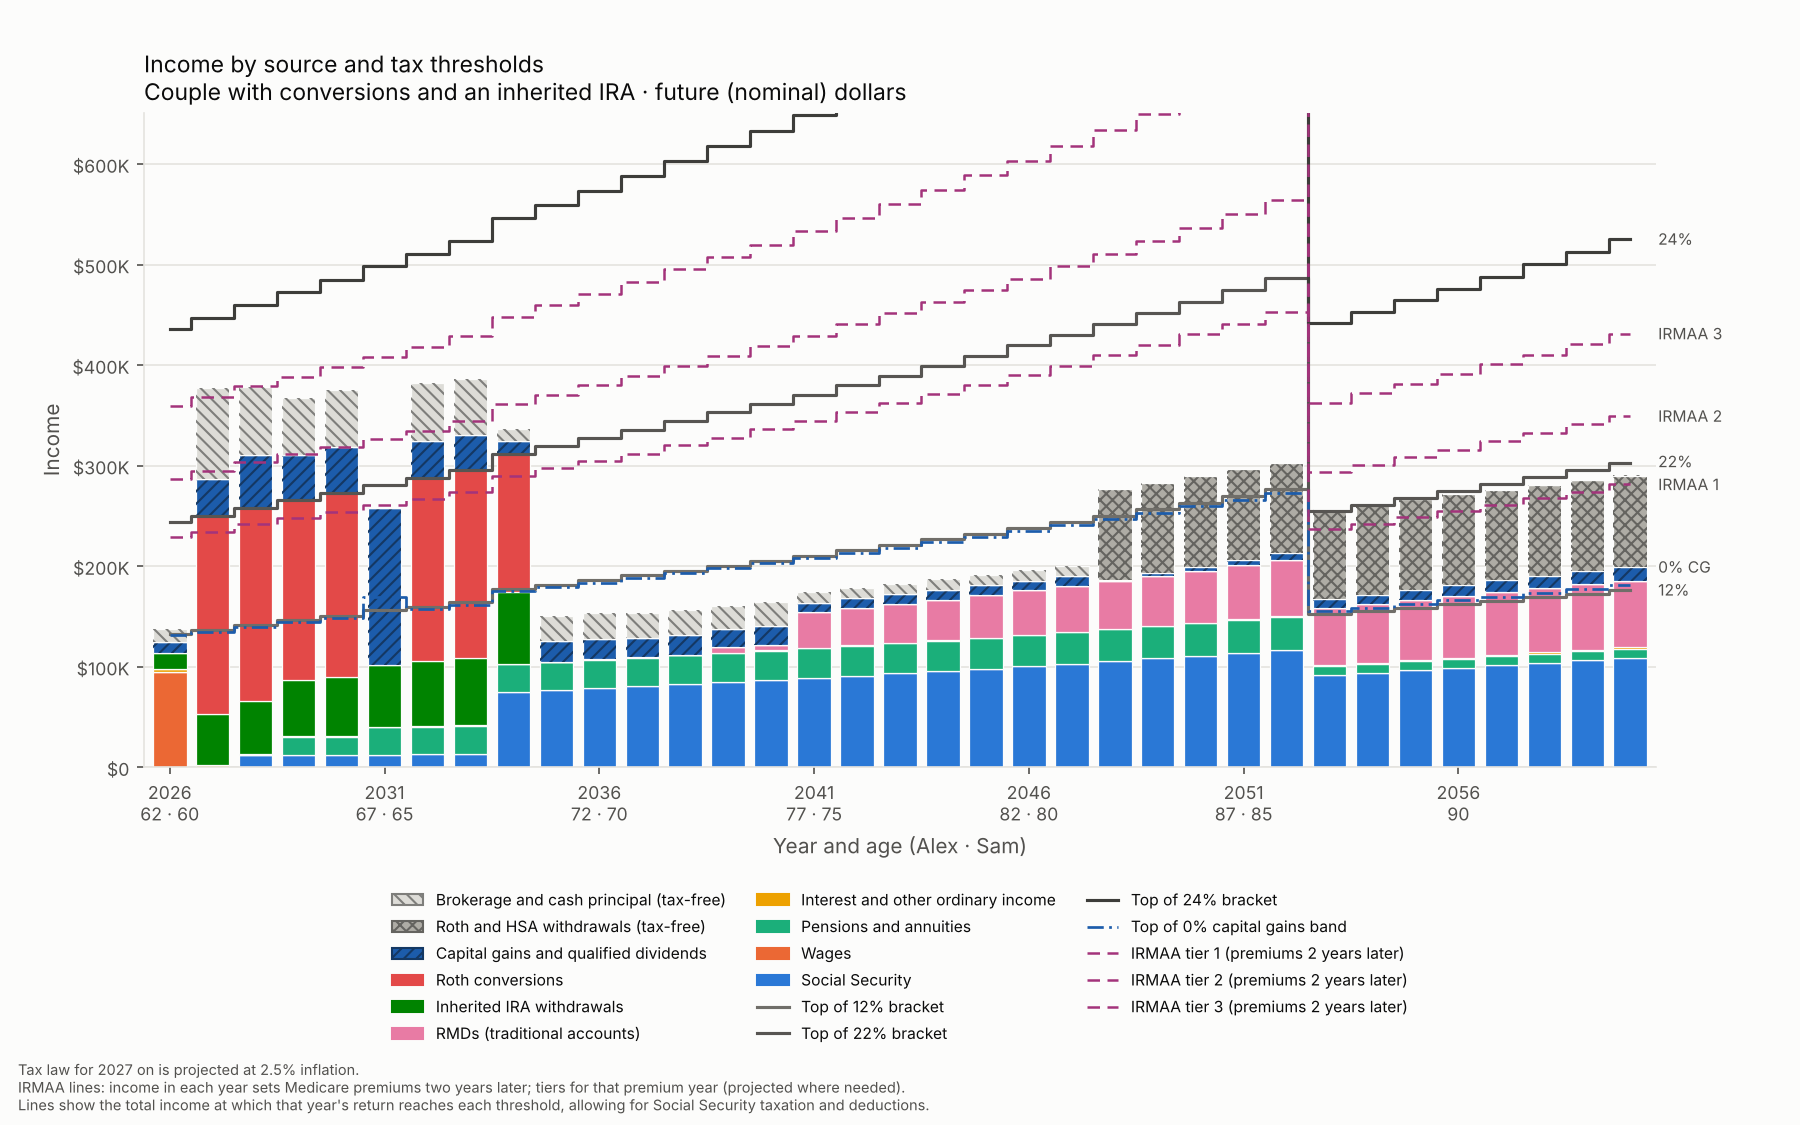 Income by source and tax thresholds
Couple with conversions and an inherited IRA · future (nominal) dollars
$600K
$500K
$400K
$300K
$200K
$100K
$0
Income
24%
IRMAA 3
IRMAA 2
22%
IRMAA 1
0% CG
12%
2026 2031 2036 2041 2046 2051 2056
62 · 60 67 · 65 72 · 70 77 · 75 82 · 80 87 · 85 90
Year and age (Alex · Sam)
Brokerage and cash principal (tax-free)
Roth and HSA withdrawals (tax-free)
Capital gains and qualified dividends
Roth conversions
Inherited IRA withdrawals
RMDs (traditional accounts)
Interest and other ordinary income
Pensions and annuities
Wages
Social Security
Top of 12% bracket
Top of 22% bracket
Top of 24% bracket
Top of 0% capital gains band
IRMAA tier 1 (premiums 2 years later)
IRMAA tier 2 (premiums 2 years later)
IRMAA tier 3 (premiums 2 years later)
Tax law for 2027 on is projected at 2.5% inflation.
IRMAA lines: income in each year sets Medicare premiums two years later; tiers for that premium year (projected where needed).
Lines show the total income at which that year's return reaches each threshold, allowing for Social Security taxation and deductions.